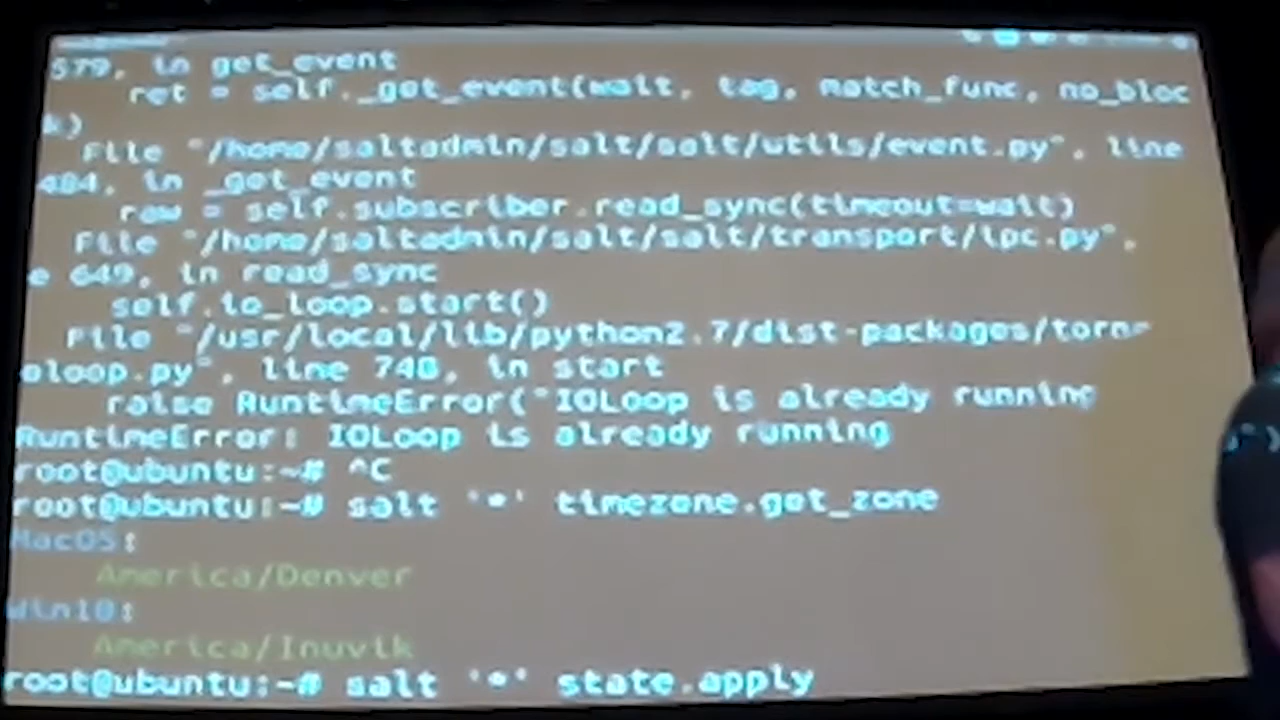 579, in get_event
ret = self._get_event(wait, tag, match_func, no_bloc
k)
File "/home/saltadmin/salt/salt/utils/event.py", line
484, in _get_event
raw = self.subscriber.read_sync(timeout=wait)
File "/home/saltadmin/salt/salt/transport/ipc.py",
e 649, in read_sync
self.io_loop.start()
File "/usr/local/lib/python2.7/dist-packages/torn
oloop.py", line 748, in start
raise RuntimeError("IOLoop is already running
RuntimeError: IOLoop is already running
root@ubuntu:~# ^C
root@ubuntu:~# salt '*' timezone.get_zone
MacOS:
America/Denver
Win10:
America/Inuvik
root@ubuntu:~# salt '*' state.apply